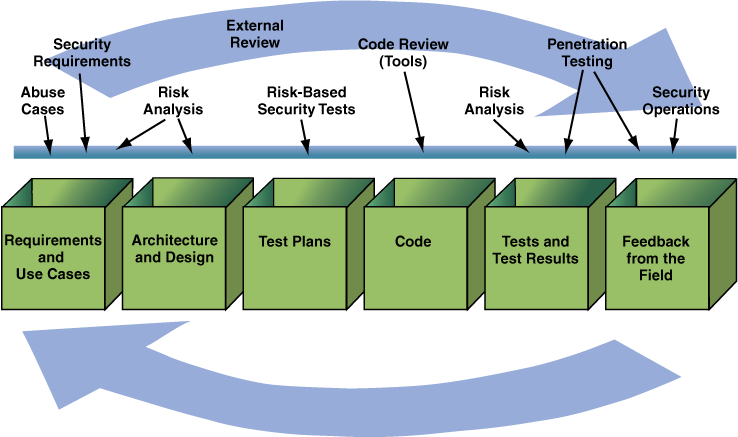 External
Review
Security
Requirements
Code Review
(Tools)
Penetration
Testing
Abuse
Cases
Risk
Analysis
Risk-Based
Security Tests
Risk
Analysis
Security
Operations
Requirements
and
Use Cases
Architecture
and Design
Test Plans
Code
Tests and
Test Results
Feedback
from the
Field